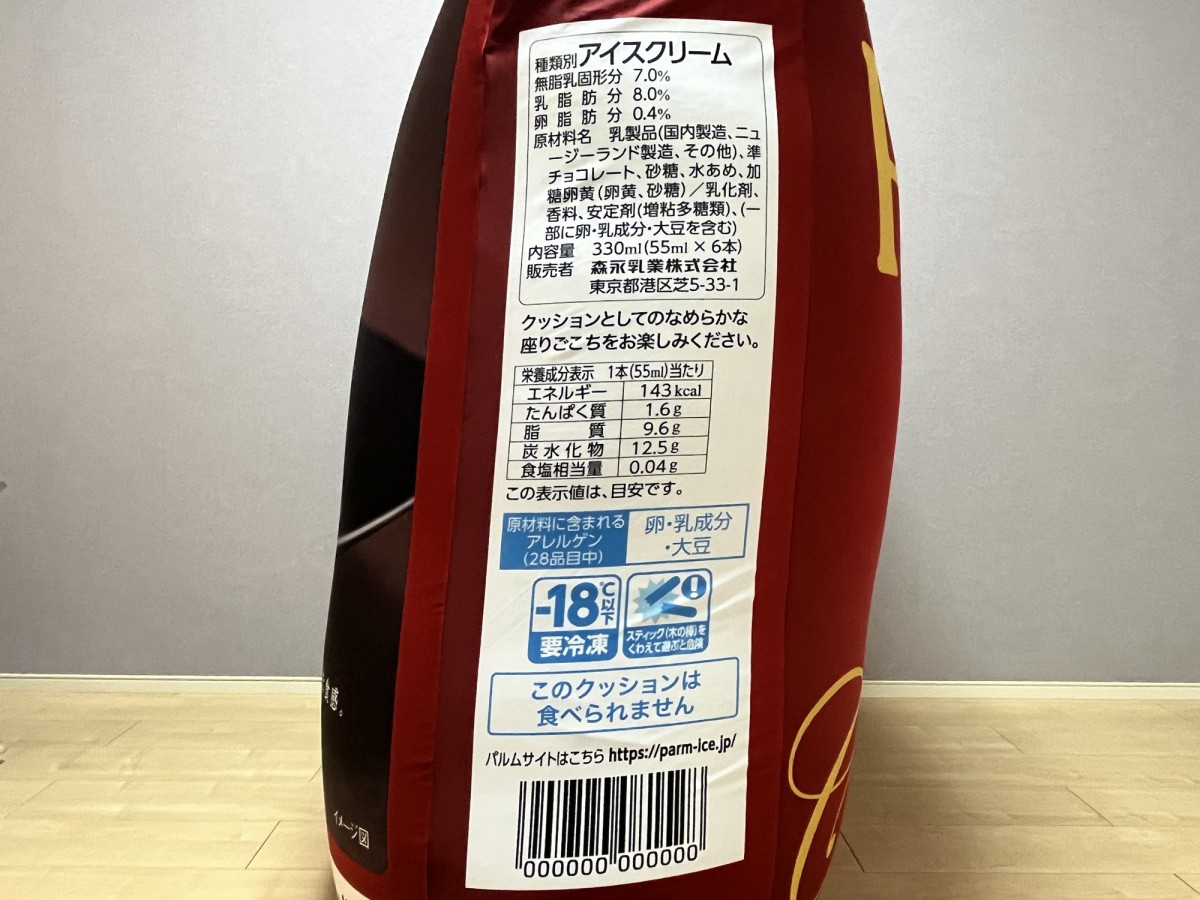 種類別アイスクリーム
無脂乳固形分 7.0%
乳脂肪分 8.0%
卵脂肪分 0.4%
原材料名 乳製品(国内製造、ニュ
ージーランド製造、その他)、準
チョコレート、砂糖、水あめ、加
糖卵黄(卵黄、砂糖)/乳化剤、
香料、安定剤(増粘多糖類)、(一
部に卵・乳成分・大豆を含む)
内容量 330ml(55ml×6本)
販売者 森永乳業株式会社
東京都港区芝5-33-1
クッションとしてのなめらかな
座りごこちをお楽しみください。
栄養成分表示 1本(55ml)当たり
エネルギー 143kcal
たんぱく質 1.6g
脂質 9.6g
炭水化物 12.5g
食塩相当量 0.04g
この表示値は、目安です。
原材料に含まれる
アレルゲン
(28品目中)
卵・乳成分
・大豆
-18℃以下
要冷凍
スティック(木の棒)を
くわえて遊ぶと危険
このクッションは
食べられません
パルムサイトはこちら https://parm-ice.jp/
000000 000000
食感。
イメージ図